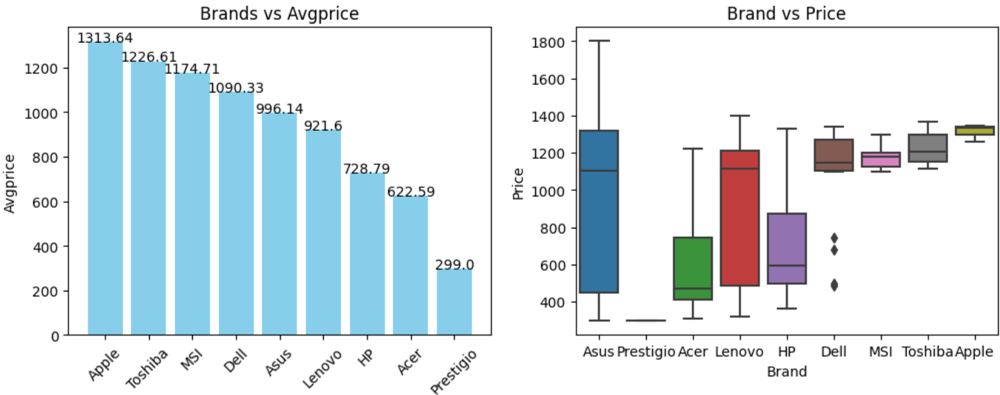 Brands vs Avgprice
1313.64
1226.61
1174.71
1090.33
996.14
921.6
728.79
622.59
299.0
1200
1000
800
600
400
200
0
Avgprice
Apple
Toshiba
MSI
Dell
Asus
Lenovo
HP
Acer
Prestigio
Brand vs Price
1800
1600
1400
1200
1000
800
600
400
Price
Asus Prestigio Acer Lenovo HP Dell MSI Toshiba Apple
Brand